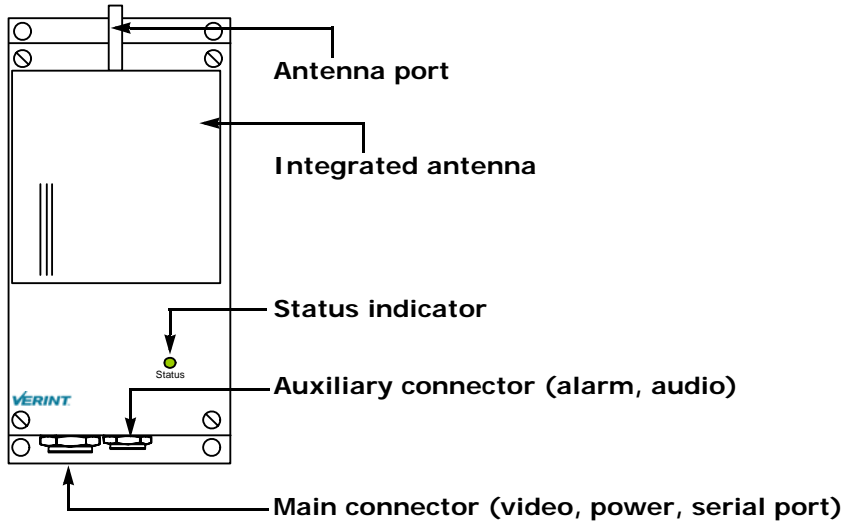 Antenna port
Integrated antenna
Status indicator
Status
Auxiliary connector (alarm, audio)
VERINT.
Main connector (video, power, serial port)